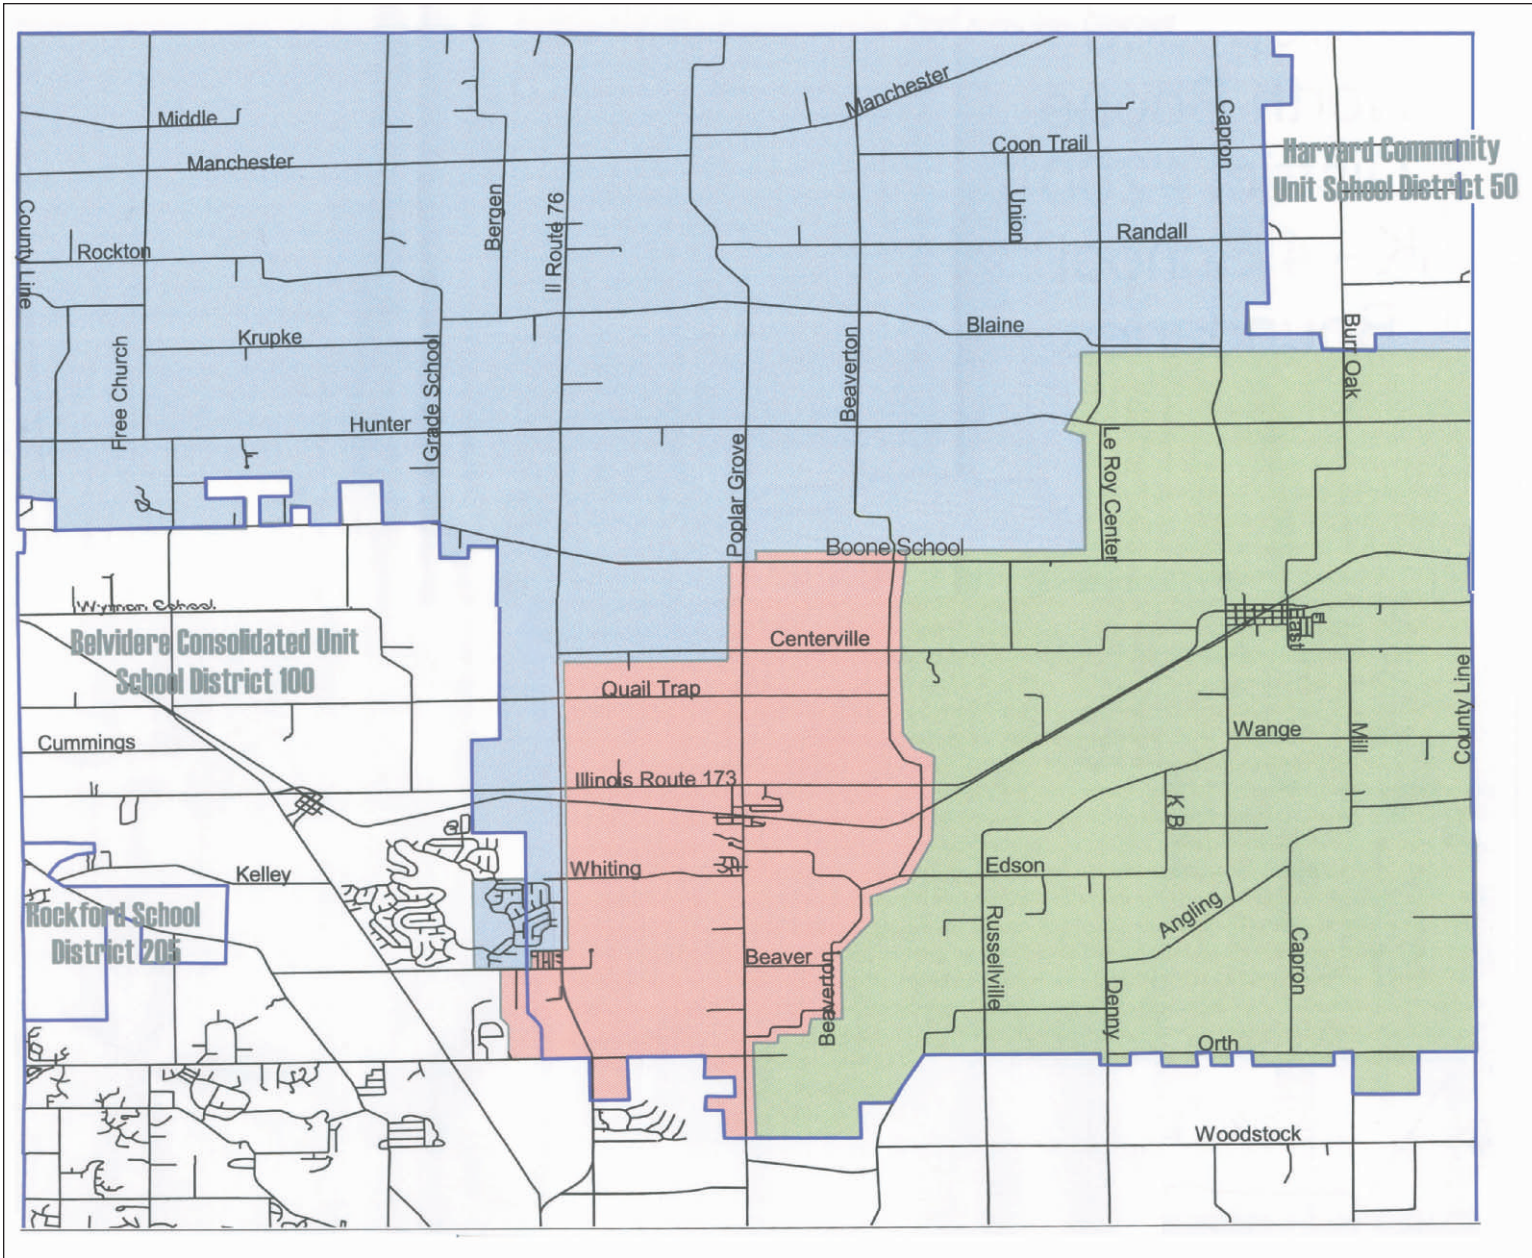 Middle
Manchester
Manchester
Coon Trail
Capron
Harvard Community
Unit School District 50
County Line
Rockton
Bergen
Il Route 76
Union
Randall
Free Church
Krupke
Grade School
Beaverton
Blaine
Burr Oak
Hunter
Poplar Grove
Le Roy Center
Boone School
Wyman School
Belvidere Consolidated Unit
School District 100
Centerville
East
Quail Trap
Cummings
Wange
Mill
County Line
Illinois Route 173
K B
Kelley
Whiting
Edson
Rockford School
District 205
Angling
Russellville
Beaver
Beaverton
Capron
Denny
Orth
Woodstock